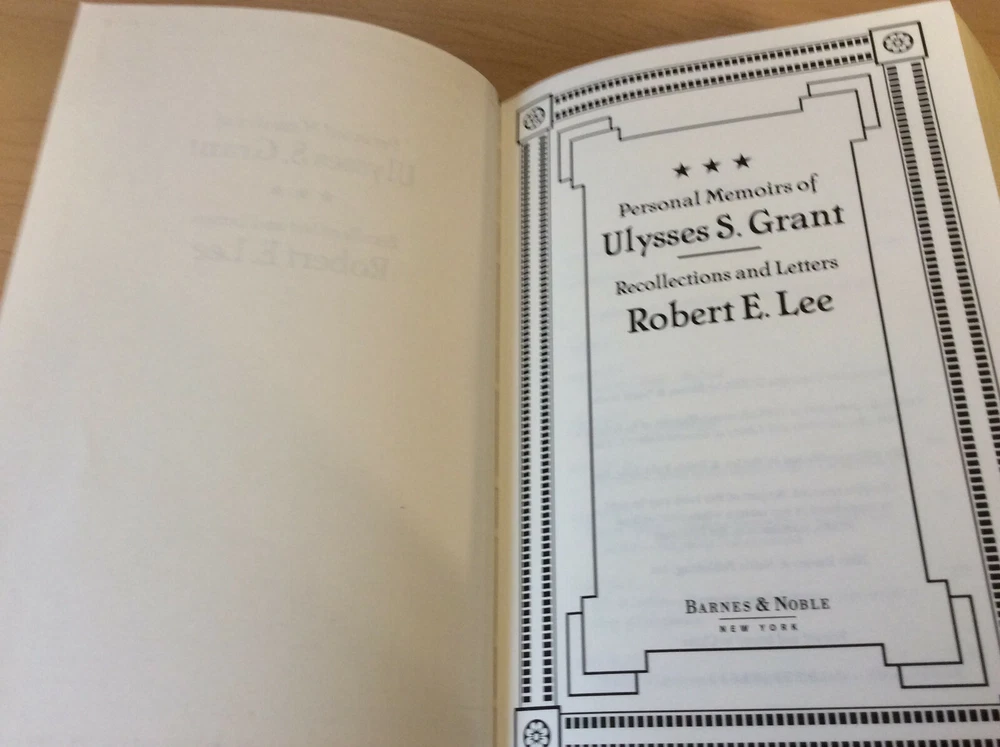 Personal Memoirs of
Ulysses S. Grant
Recollections and Letters
Robert E. Lee
BARNES & NOBLE
NEW YORK